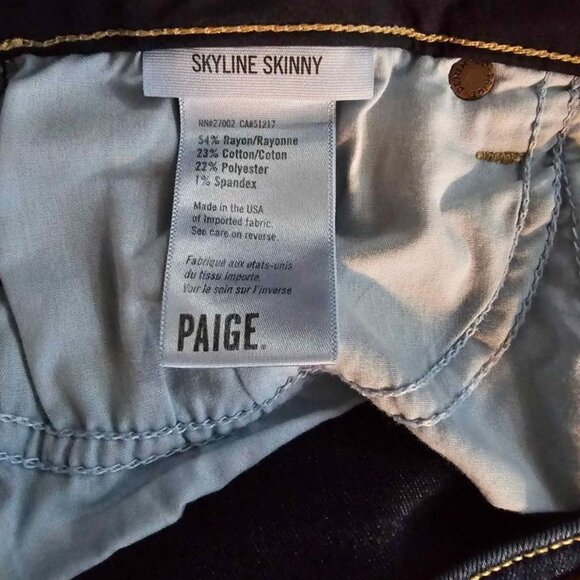 SKYLINE SKINNY
RN#27002 CA#51217
54% Rayon/Rayonne
23% Cotton/Coton
22% Polyester
1% Spandex
Made in the USA
of Imported fabric.
See care on reverse.
Fabriqué aux etats-unis
du tissu importe.
Voir le soin sur l'inverse
PAIGE.